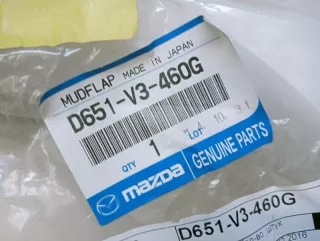 MUDFLAP MADE IN JAPAN
D651-V3-460G
QTY 1 LOT
mazda GENUINE PARTS
D651-V3-460G